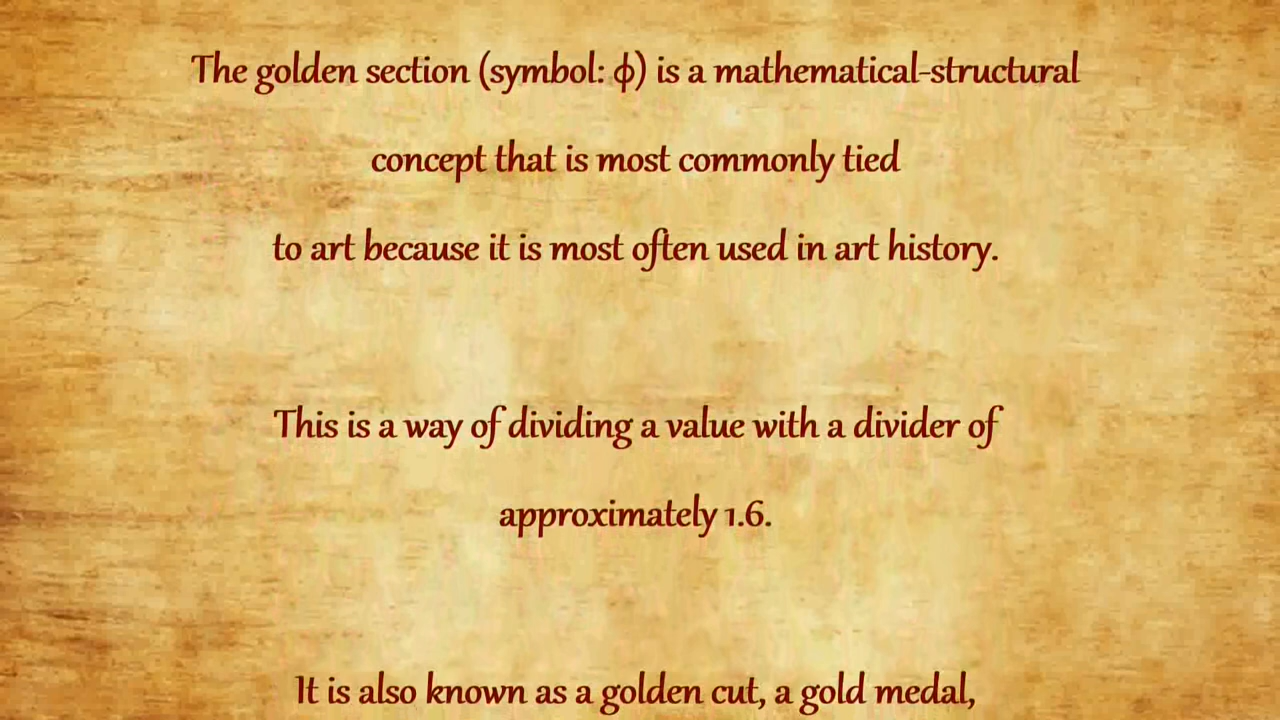 The golden section (symbol: ϕ) is a mathematical-structural
concept that is most commonly tied
to art because it is most often used in art history.
This is a way of dividing a value with a divider of
approximately 1.6.
It is also known as a golden cut, a gold medal,